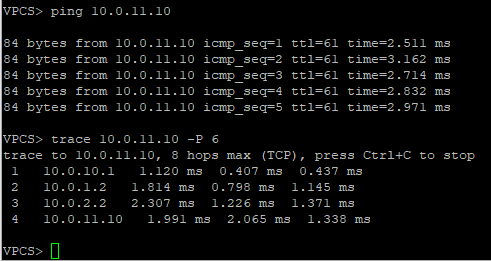 VPCS> ping 10.0.11.10
84 bytes from 10.0.11.10 icmp_seq=1 ttl=61 time=2.511 ms
84 bytes from 10.0.11.10 icmp_seq=2 ttl=61 time=3.162 ms
84 bytes from 10.0.11.10 icmp_seq=3 ttl=61 time=2.714 ms
84 bytes from 10.0.11.10 icmp_seq=4 ttl=61 time=2.832 ms
84 bytes from 10.0.11.10 icmp_seq=5 ttl=61 time=2.971 ms
VPCS> trace 10.0.11.10 -P 6
trace to 10.0.11.10, 8 hops max (TCP), press Ctrl+C to stop
1 10.0.10.1 1.120 ms 0.407 ms 0.437 ms
2 10.0.1.2 1.814 ms 0.798 ms 1.145 ms
3 10.0.2.2 2.307 ms 1.226 ms 1.371 ms
4 10.0.11.10 1.991 ms 2.065 ms 1.338 ms
VPCS>